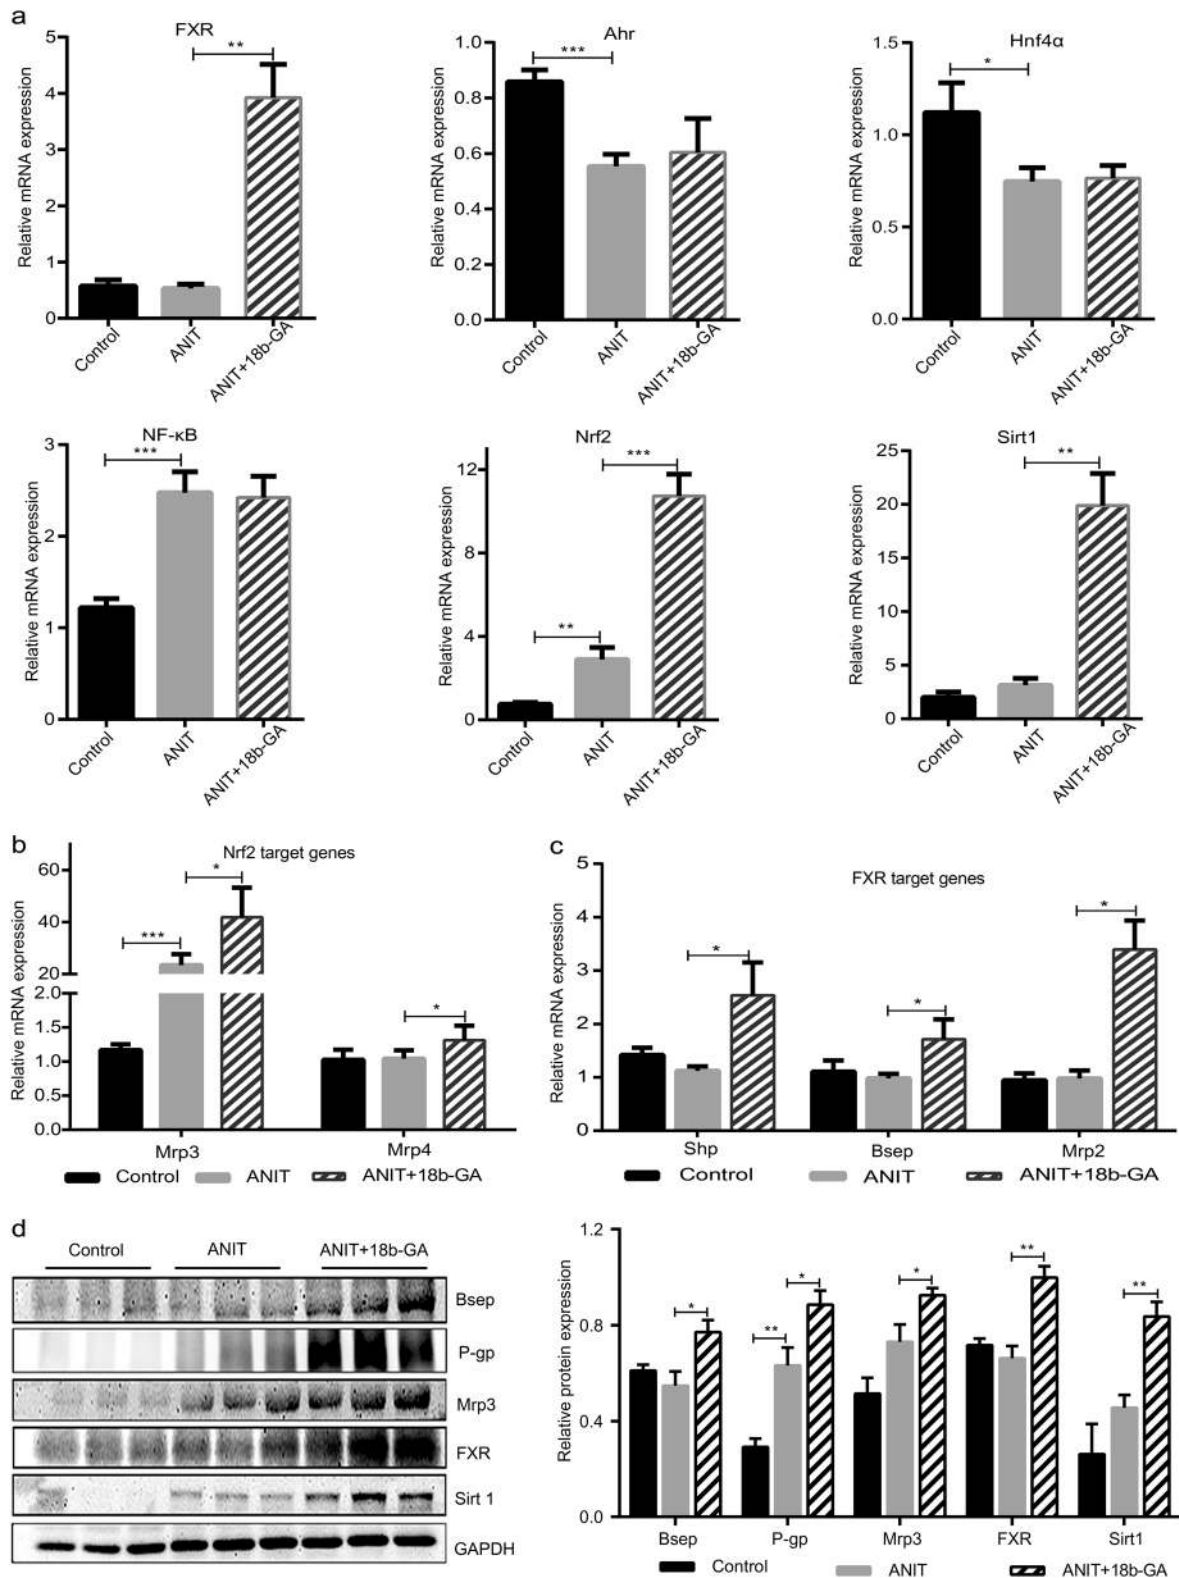 a
FXR
Relative mRNA expression
5
4
3
2
1
0
**
Control
ANIT
ANIT+18b-GA
Ahr
Relative mRNA expression
1.0
0.8
0.6
0.4
0.2
0.0
***
Control
ANIT
ANIT+18b-GA
Hnf4α
Relative mRNA expression
1.5
1.0
0.5
0.0
*
Control
ANIT
ANIT+18b-GA
NF-κB
Relative mRNA expression
3
2
1
0
***
Control
ANIT
ANIT+18b-GA
Nrf2
Relative mRNA expression
12
8
4
0
**
***
Control
ANIT
ANIT+18b-GA
Sirt1
Relative mRNA expression
25
20
15
10
5
0
**
Control
ANIT
ANIT+18b-GA
b
Nrf2 target genes
Relative mRNA expression
60
40
20
2.0
1.5
1.0
0.5
0.0
***
*
*
Mrp3
Mrp4
Control
ANIT
ANIT+18b-GA
c
FXR target genes
Relative mRNA expression
5
4
3
2
1
0
*
*
*
Shp
Bsep
Mrp2
Control
ANIT
ANIT+18b-GA
d
Control
ANIT
ANIT+18b-GA
Bsep
P-gp
Mrp3
FXR
Sirt 1
GAPDH
Relative protein expression
1.2
0.8
0.4
0.0
*
**
*
*
**
**
Bsep
P-gp
Mrp3
FXR
Sirt1
Control
ANIT
ANIT+18b-GA